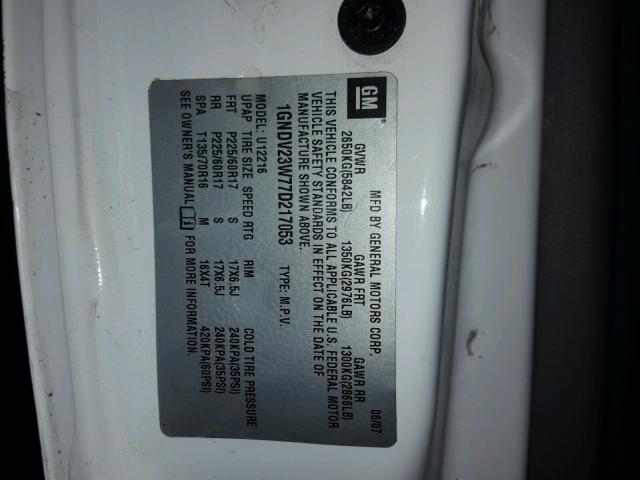 GM
MFD BY GENERAL MOTORS CORP. 06/07
GVWR GAWR FRT GAWR RR
2650KG(5842LB) 1350KG(2976LB) 1300KG(2866LB)
THIS VEHICLE CONFORMS TO ALL APPLICABLE U.S. FEDERAL MOTOR
VEHICLE SAFETY STANDARDS IN EFFECT ON THE DATE OF
MANUFACTURE SHOWN ABOVE.
1GNDV23W77D217053 TYPE: M.P.V.
MODEL: U12216
UPAP TIRE SIZE SPEED RTG RIM COLD TIRE PRESSURE
FRT P225/60R17 S 17X6.5J 240KPA(35PSI)
RR P225/60R17 S 17X6.5J 240KPA(35PSI)
SPA T135/70R16 M 16X4T 420KPA(60PSI)
SEE OWNER'S MANUAL i FOR MORE INFORMATION.